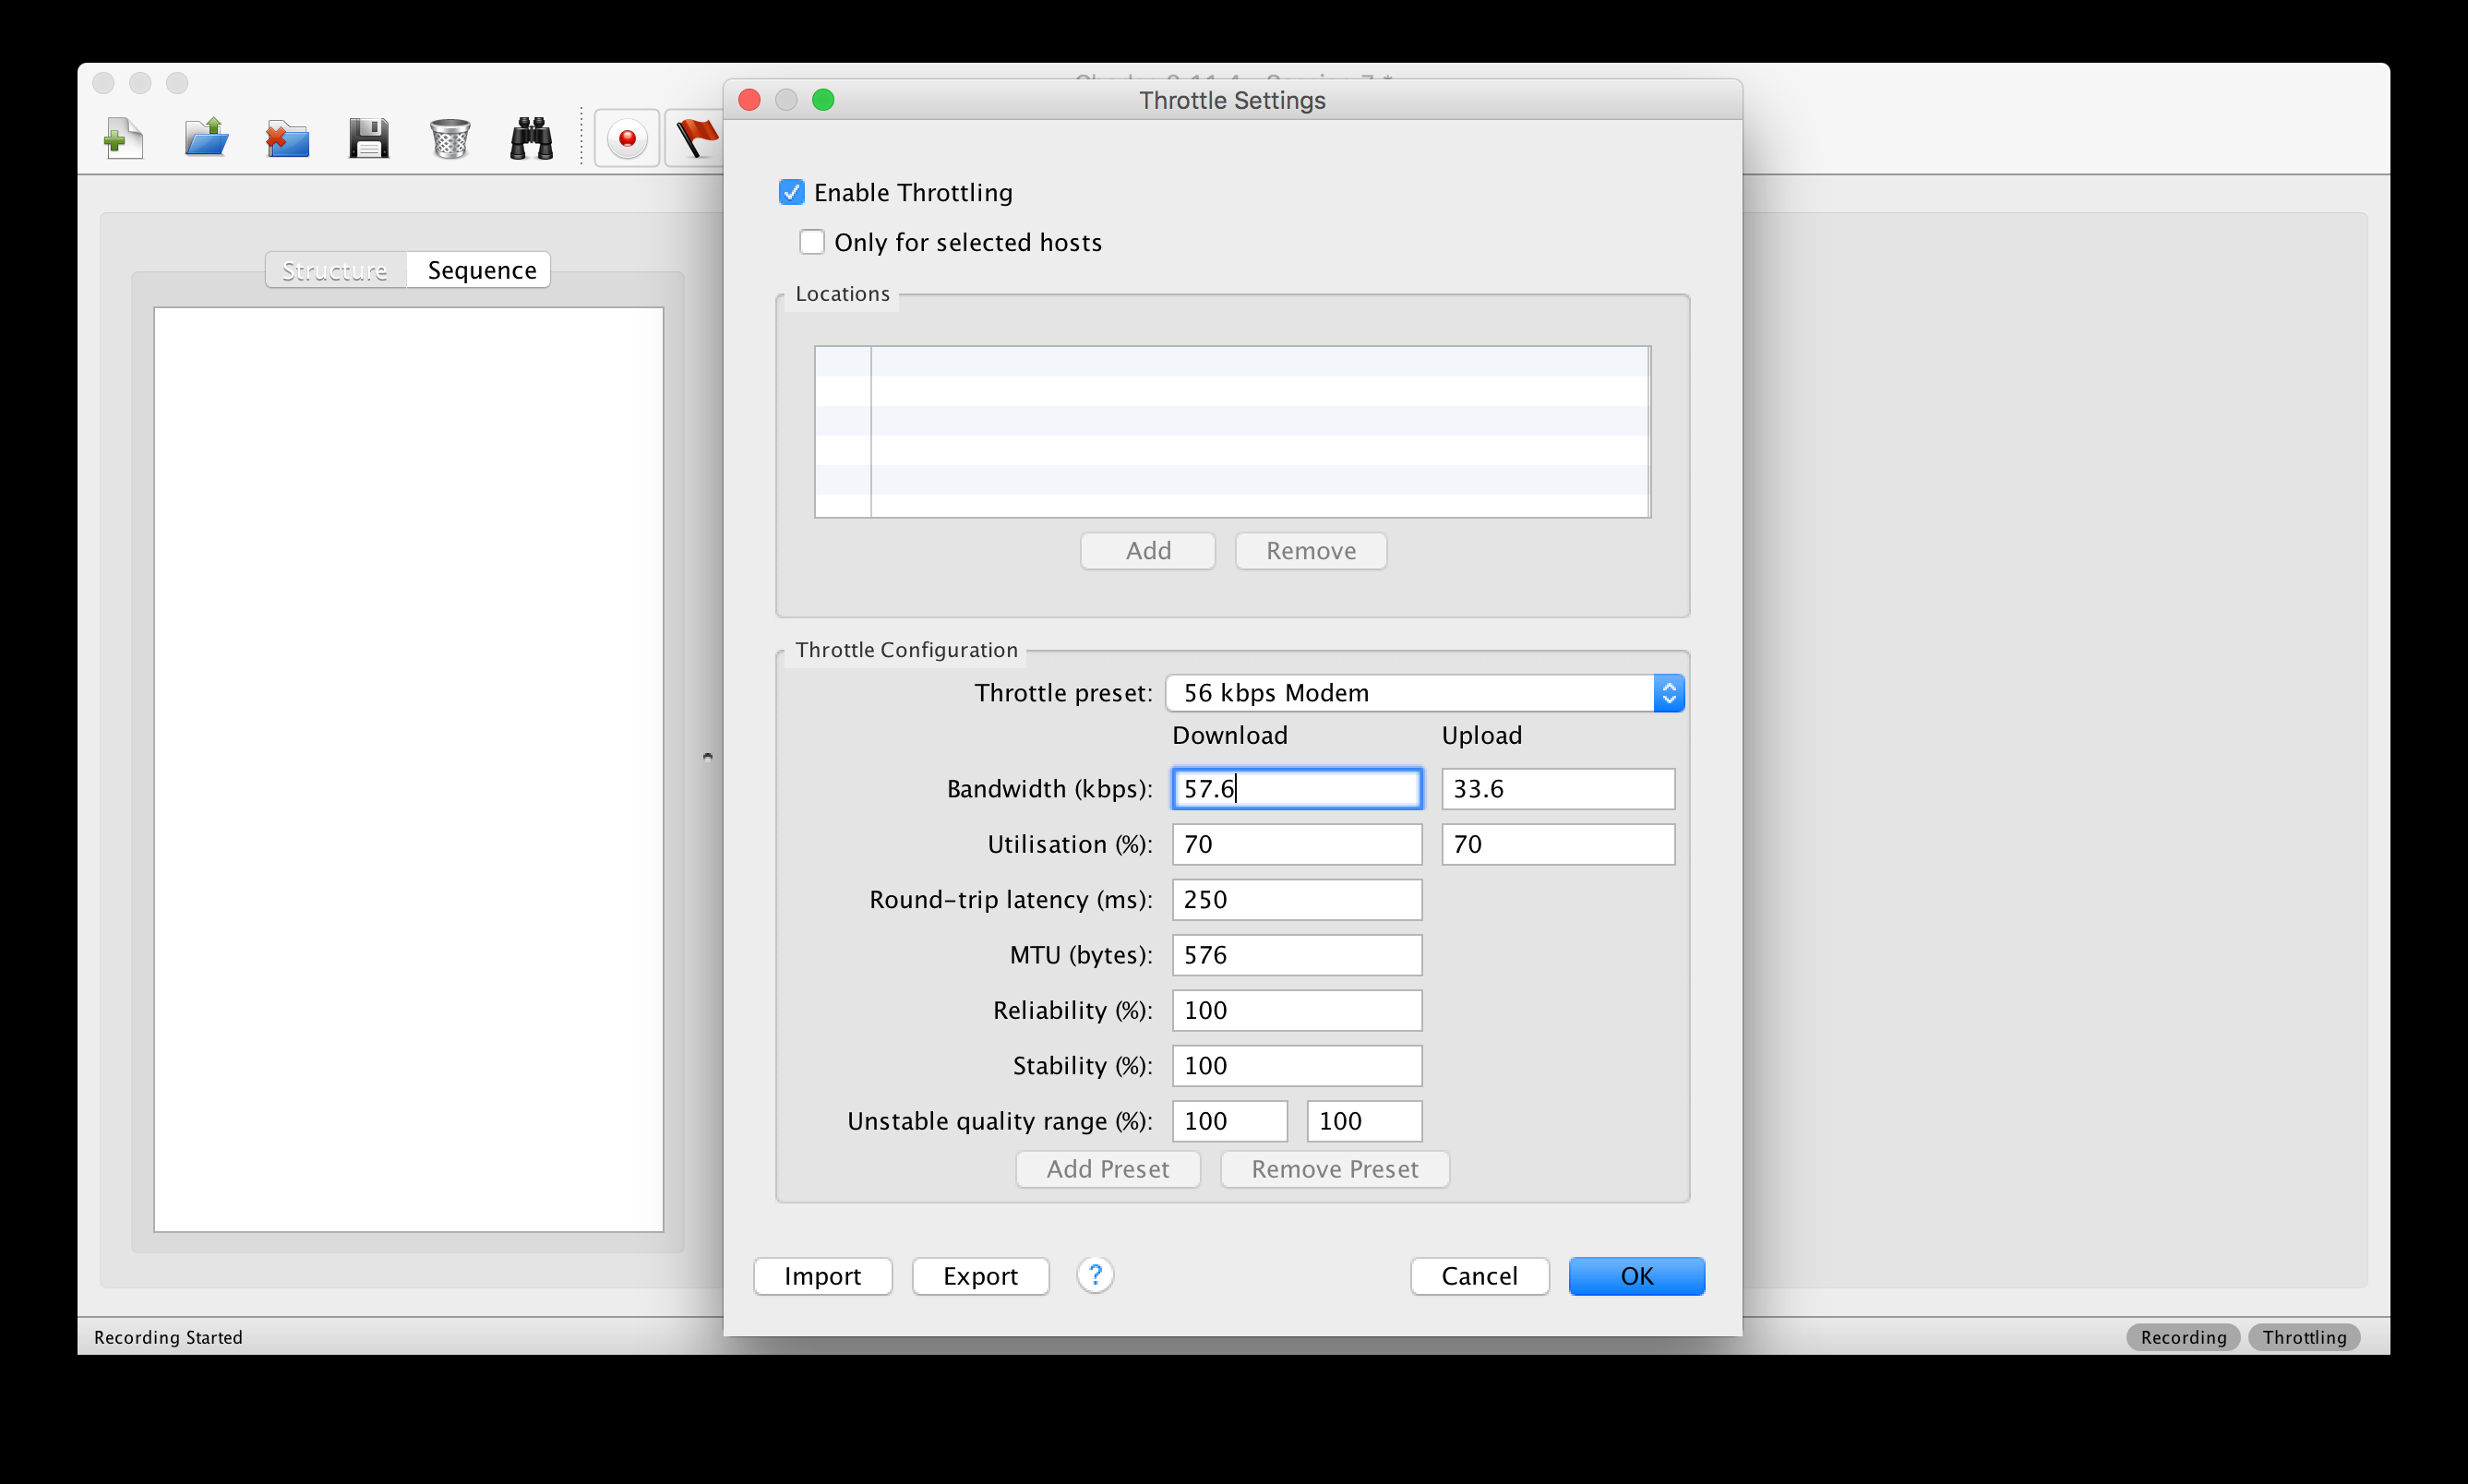 Throttle Settings
Enable Throttling
Only for selected hosts
Structure Sequence
Locations
Add Remove
Throttle Configuration
Throttle preset: 56 kbps Modem
Download Upload
Bandwidth (kbps): 57.6 33.6
Utilisation (%): 70 70
Round-trip latency (ms): 250
MTU (bytes): 576
Reliability (%): 100
Stability (%): 100
Unstable quality range (%): 100 100
Add Preset Remove Preset
Import Export ? Cancel OK
Recording Started Recording Throttling